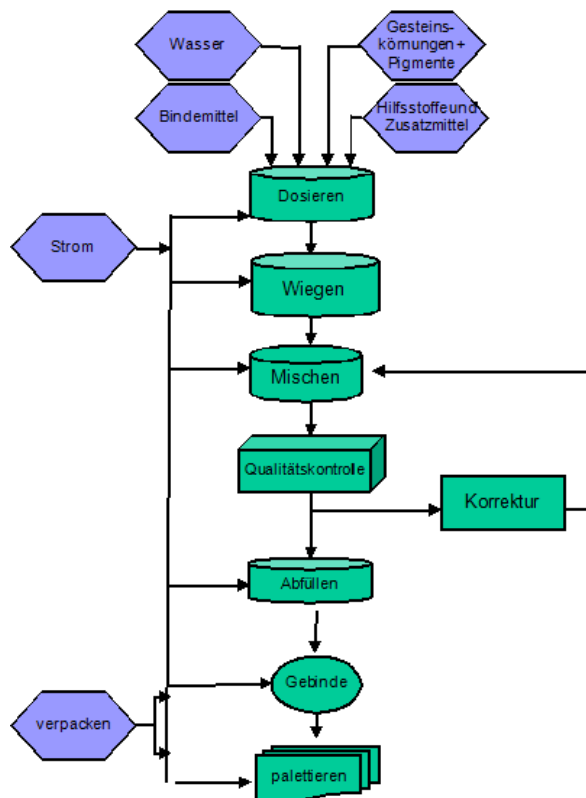 Wasser
Gesteins-
körnungen+
Pigmente
Bindemittel
Hilfsstoffeund
Zusatzmittel
Dosieren
Strom
Wiegen
Mischen
Qualitätskontrolle
Korrektur
Abfüllen
Gebinde
verpacken
palettieren